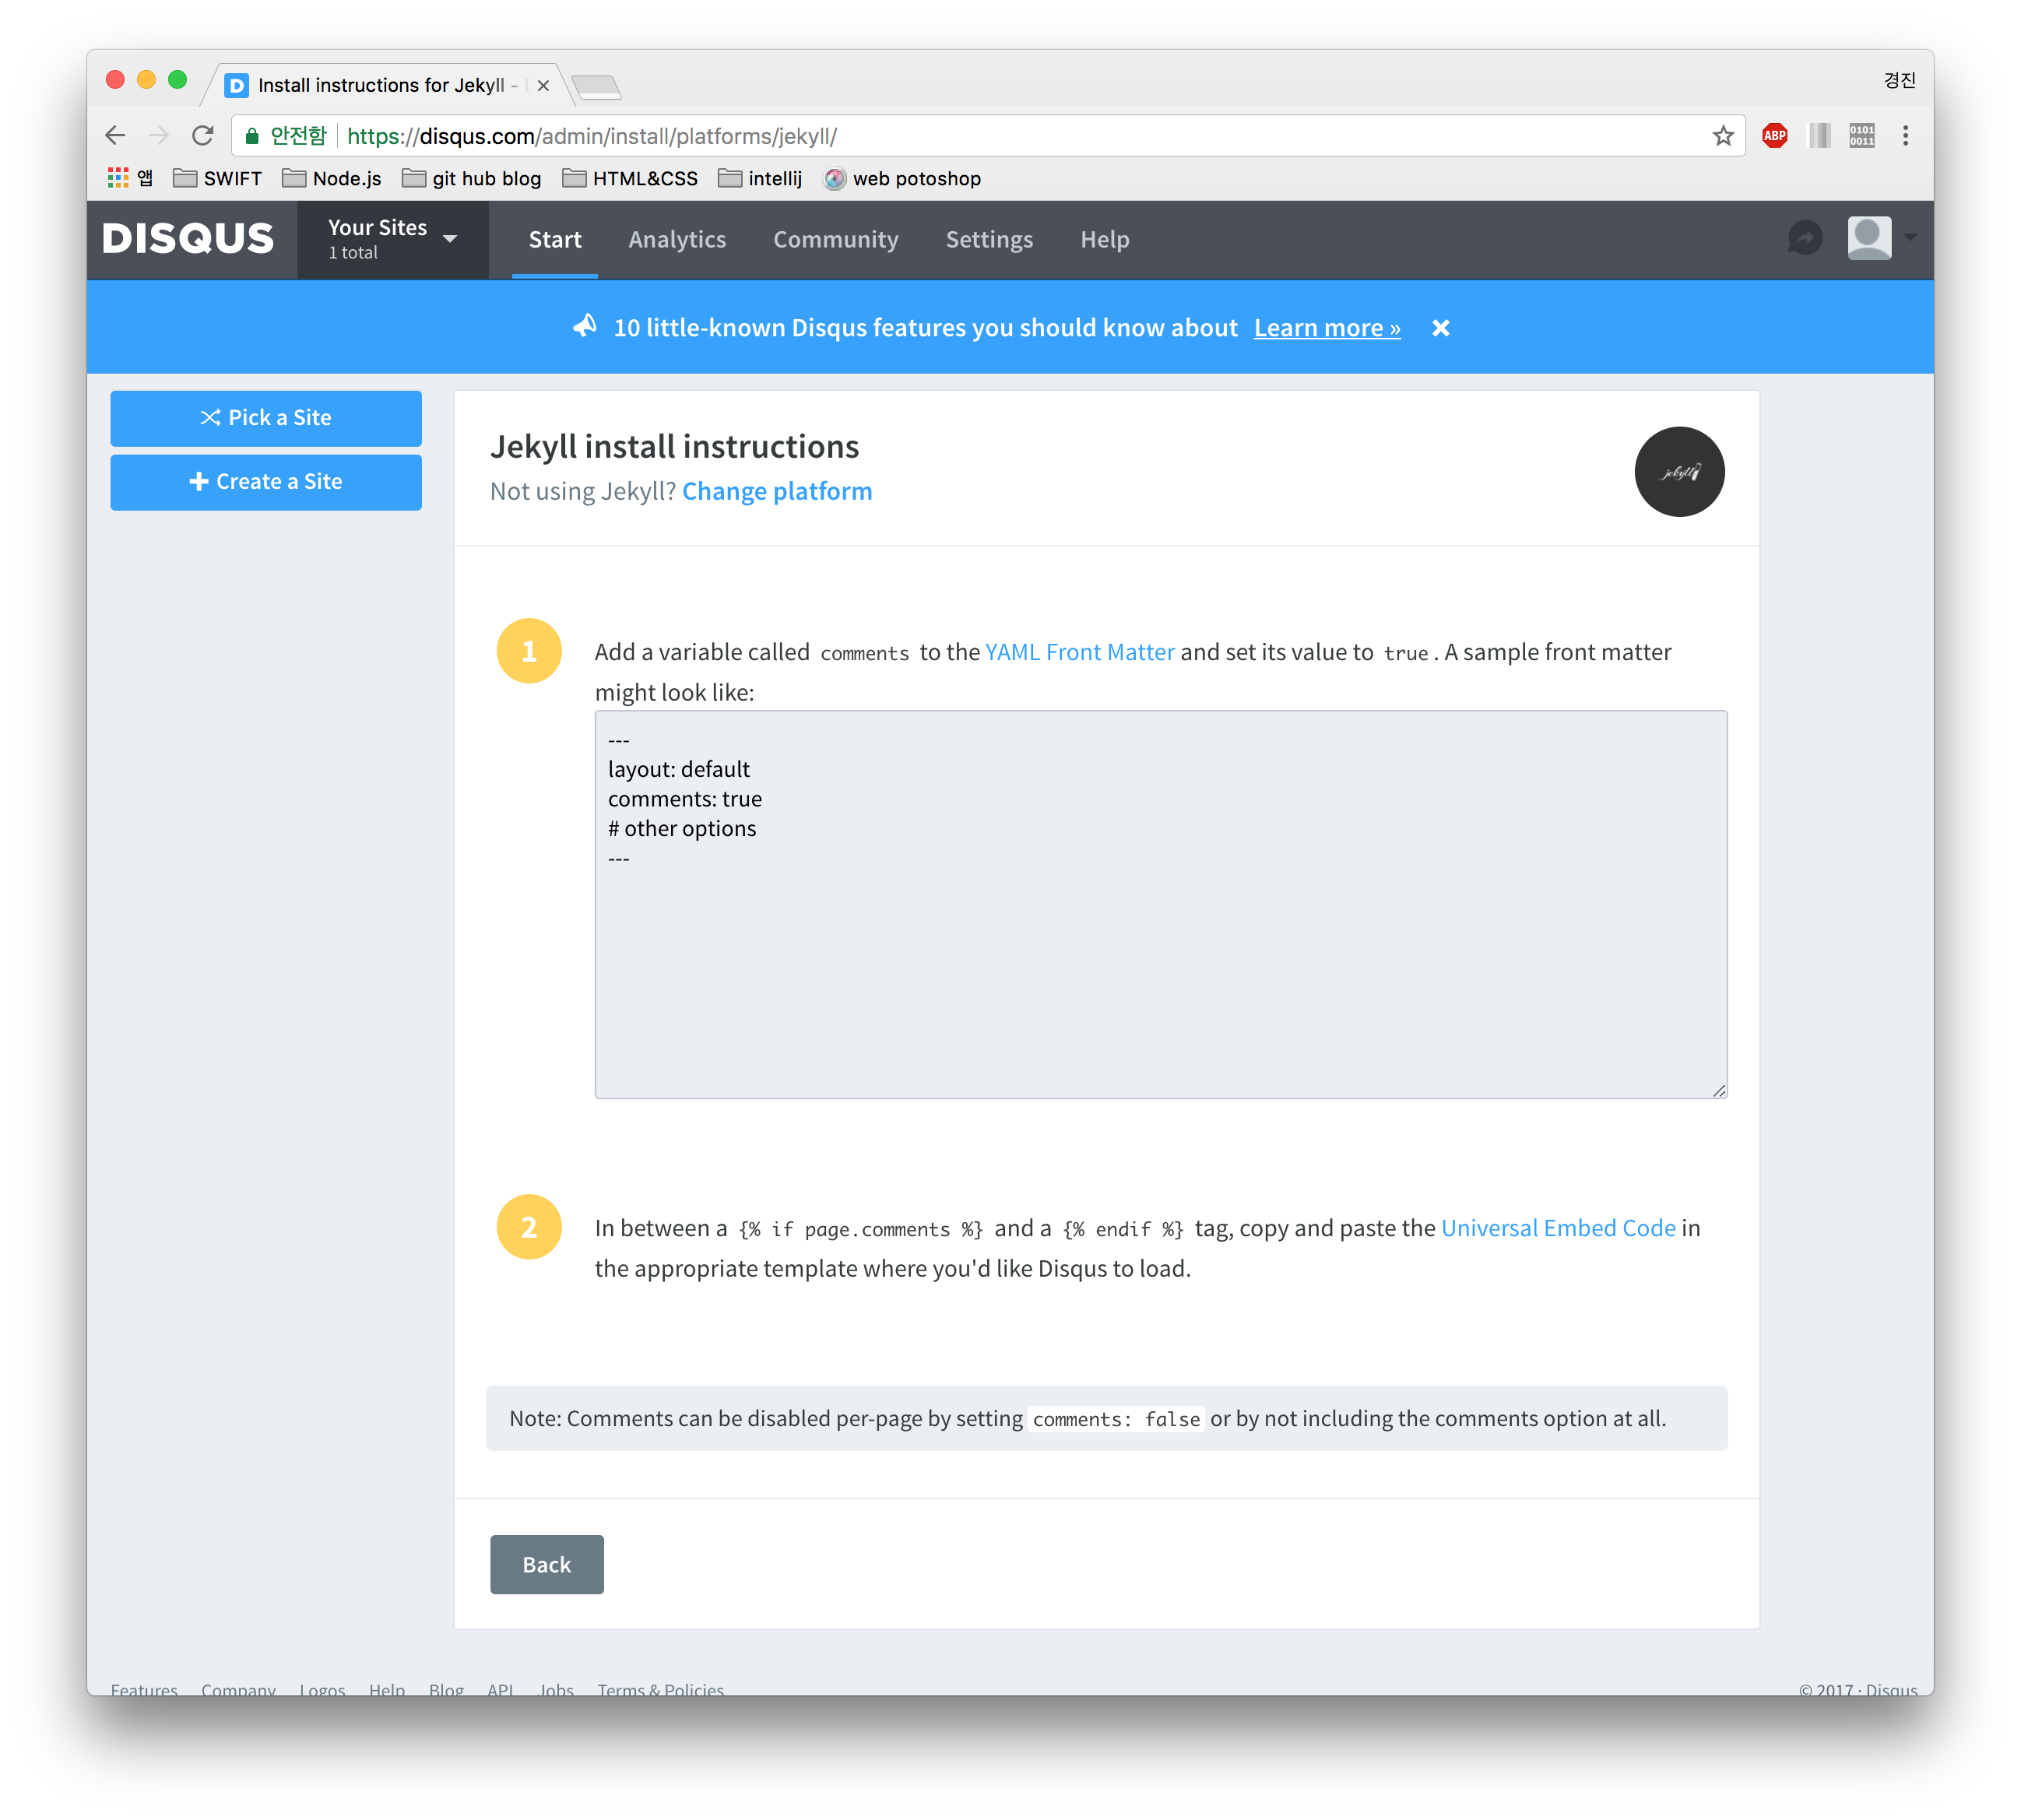 Install instructions for Jekyll -
경진
안전함 https://disqus.com/admin/install/platforms/jekyll/
ABP
0101
0011
앱 SWIFT Node.js git hub blog HTML&CSS intellij web potoshop
DISQUS Your Sites Start Analytics Community Settings Help
1 total
10 little-known Disqus features you should know about Learn more »
Pick a Site
Create a Site
Jekyll install instructions
Not using Jekyll? Change platform
jekyll
1 Add a variable called comments to the YAML Front Matter and set its value to true. A sample front matter
might look like:
---
layout: default
comments: true
# other options
---
2 In between a {% if page.comments %} and a {% endif %} tag, copy and paste the Universal Embed Code in
the appropriate template where you'd like Disqus to load.
Note: Comments can be disabled per-page by setting comments: false or by not including the comments option at all.
Back
Features Company Logos Help Blog API Jobs Terms & Policies
© 2017 · Disqus